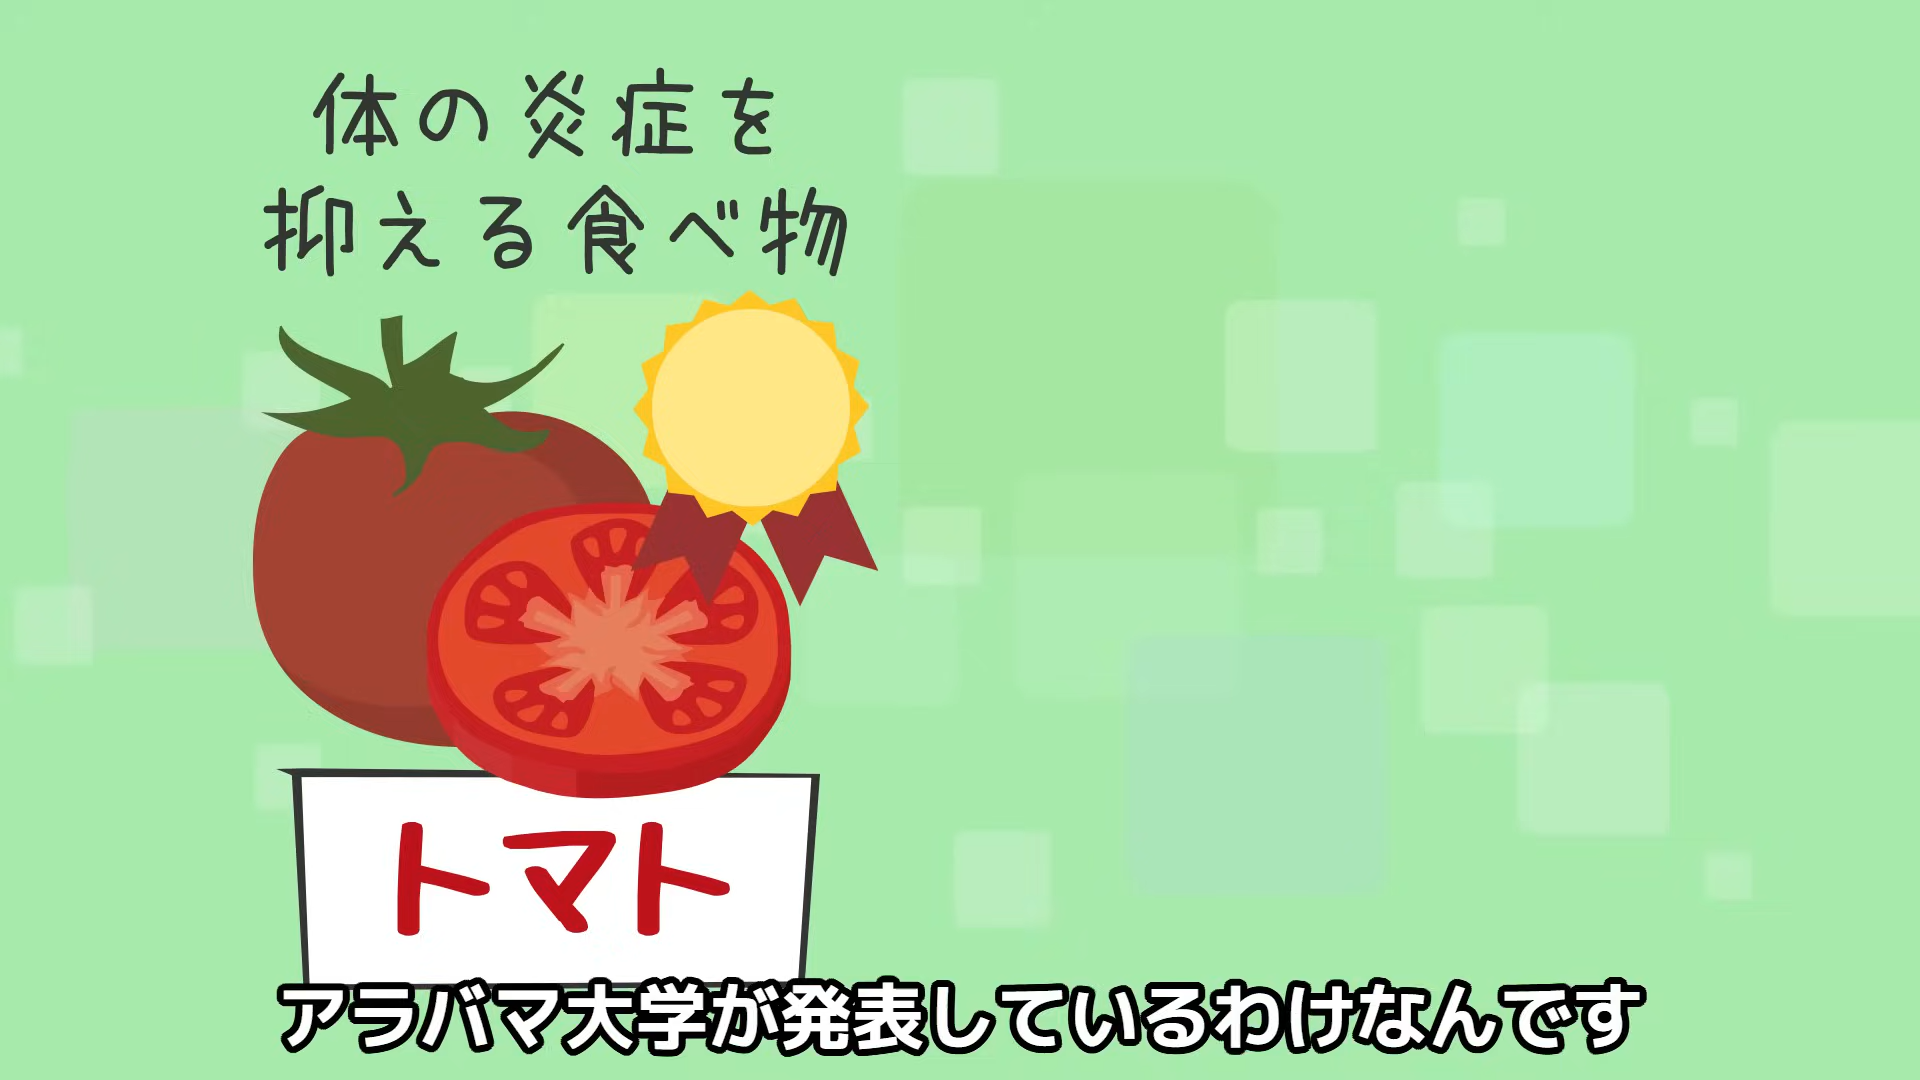 体の炎症を
抑える食べ物
トマト
アラバマ大学が発表しているわけなんです